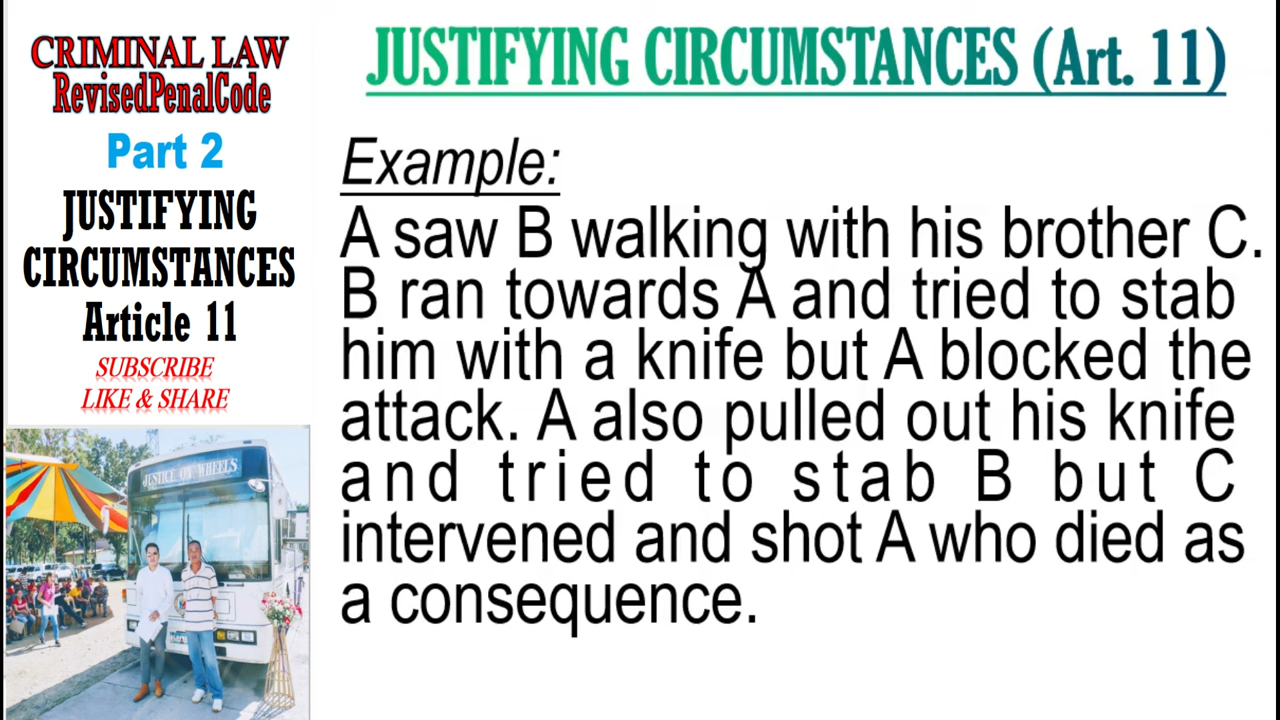 CRIMINAL LAW
RevisedPenalCode
Part 2
JUSTIFYING
CIRCUMSTANCES
Article 11
SUBSCRIBE
LIKE & SHARE
JUSTICE ON WHEELS
JUSTIFYING CIRCUMSTANCES (Art. 11)
Example:
A saw B walking with his brother C.
B ran towards A and tried to stab
him with a knife but A blocked the
attack. A also pulled out his knife
and tried to stab B but C
intervened and shot A who died as
a consequence.